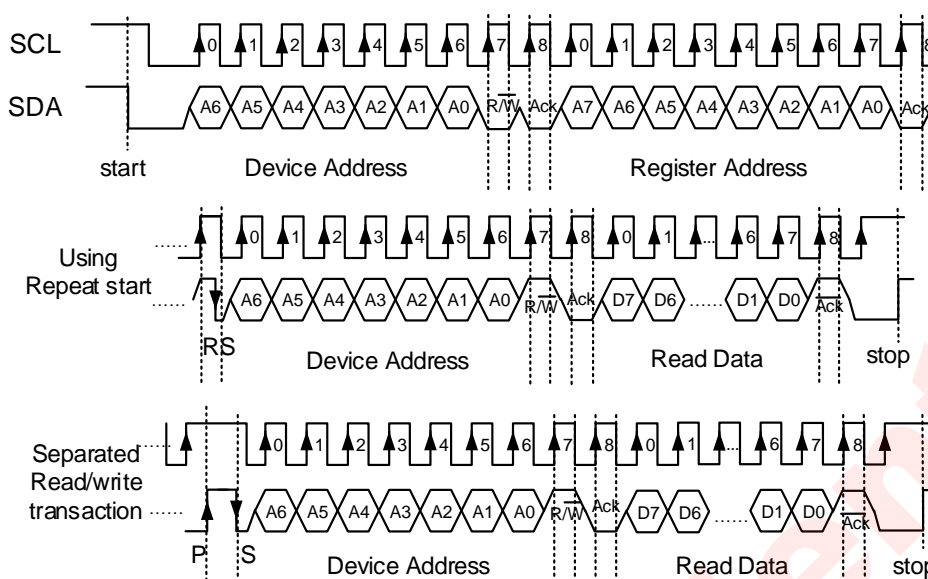 SCL 0 1 2 3 4 5 6 7 8 0 1 2 3 4 5 6 7 8
SDA A6 A5 A4 A3 A2 A1 A0 R/W Ack A7 A6 A5 A4 A3 A2 A1 A0 Ack
start Device Address Register Address
0 1 2 3 4 5 6 7 8 0 1 ... 6 7 8
Using
Repeat start
...... A6 A5 A4 A3 A2 A1 A0 R/W Ack D7 D6 ...... D1 D0 Ack
RS Device Address Read Data stop
0 1 2 3 4 5 6 7 8 0 1 ... 6 7 8
Separated
Read/write
transaction
...... A6 A5 A4 A3 A2 A1 A0 R/W Ack D7 D6 ...... D1 D0 Ack
P S Device Address Read Data stop